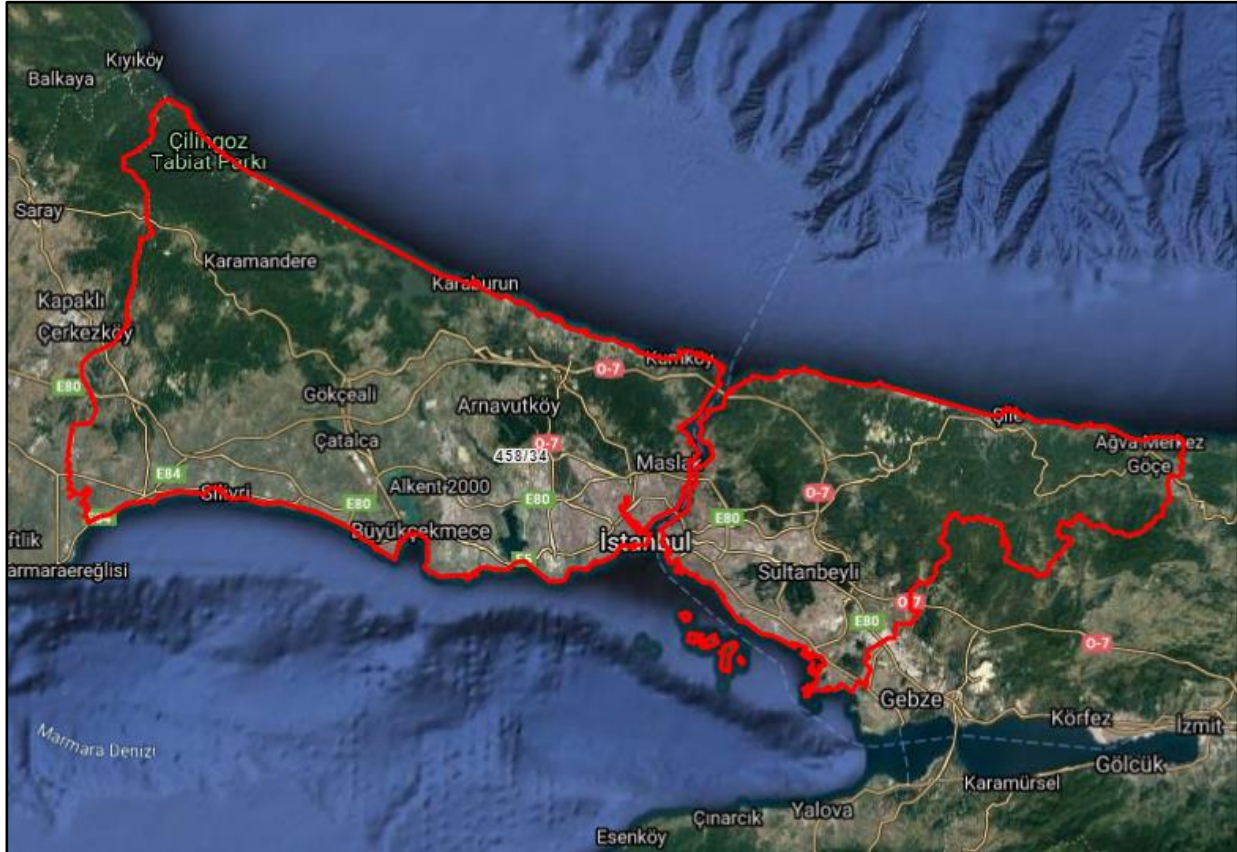 Kıyıköy
Balkaya
Çilingoz
Tabiat Parkı
Saray
Karamandere
Karaburun
Kapaklı
Çerkezköy
Kumköy
O-7
E80
Gökçeali
Arnavutköy
Şile
Ağva Merkez
Göçe
Çatalca
O-7
458/34
Masla
E84
Alkent 2000
O-7
Silivri
E80
E80
E80
Büyükçekmece
İstanbul
ftlik
E5
armaraereğlisi
Sultanbeyli
O-7
E80
O-7
Gebze
Körfez
İzmit
Marmara Denizi
Gölcük
Karamürsel
Yalova
Çınarcık
Esenköy